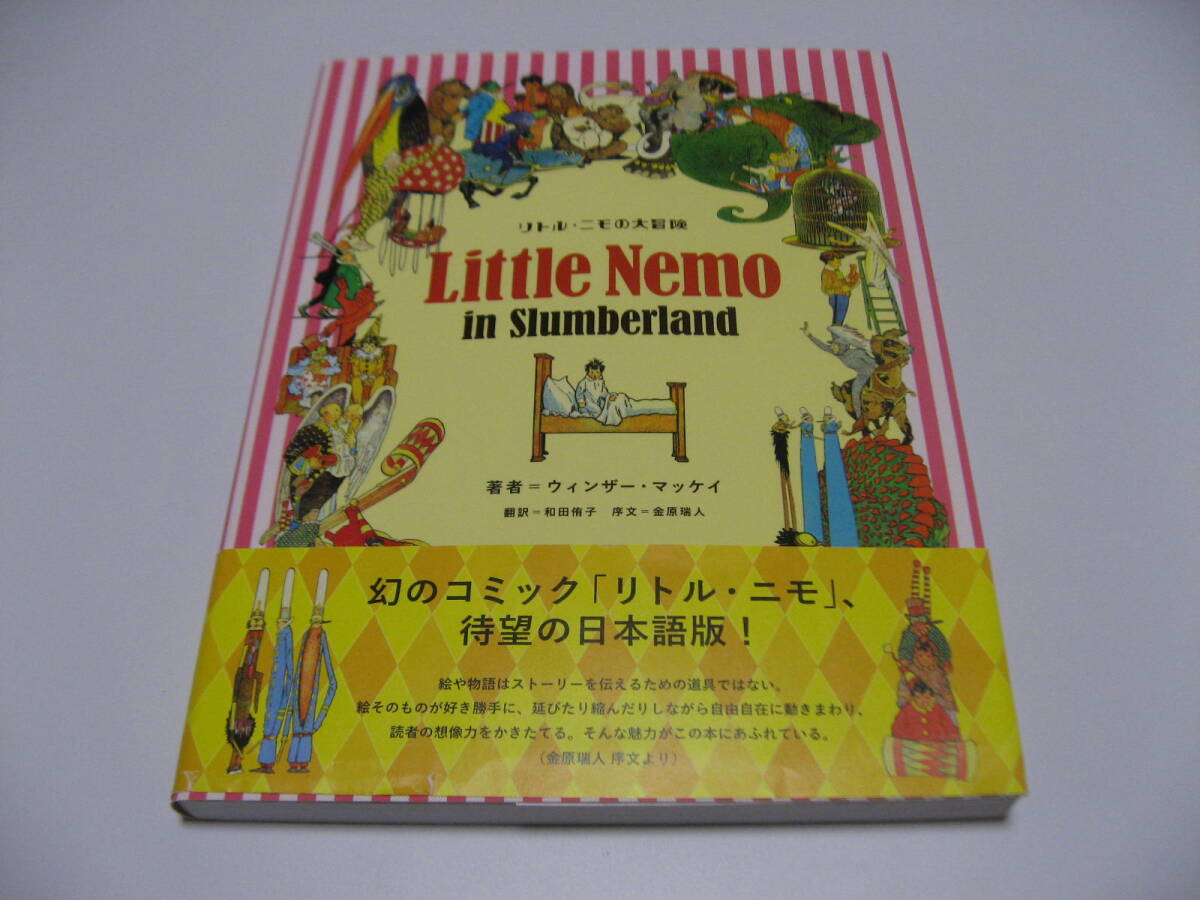 リトル・ニモの大冒険
Little Nemo
in Slumberland
著者＝ウィンザー・マッケイ
翻訳＝和田侑子　序文＝金原瑞人
幻のコミック「リトル・ニモ」、
待望の日本語版！
絵や物語はストーリーを伝えるための道具ではない。
絵そのものが好き勝手に、延びたり縮んだりしながら自由自在に動きまわり、
読者の想像力をかきたてる。そんな魅力がこの本にあふれている。
（金原瑞人 序文より）